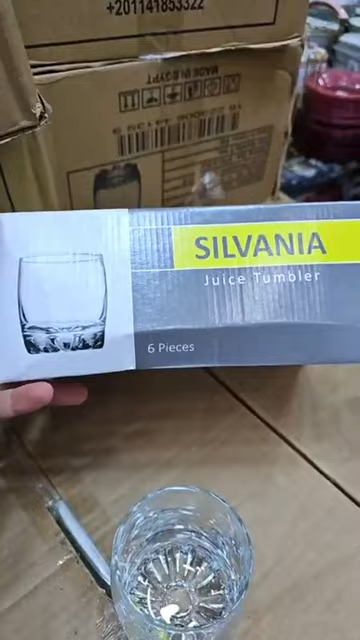 +201141853322
MADE IN EGYPT
SILVANIA
Juice Tumbler
6 Pieces